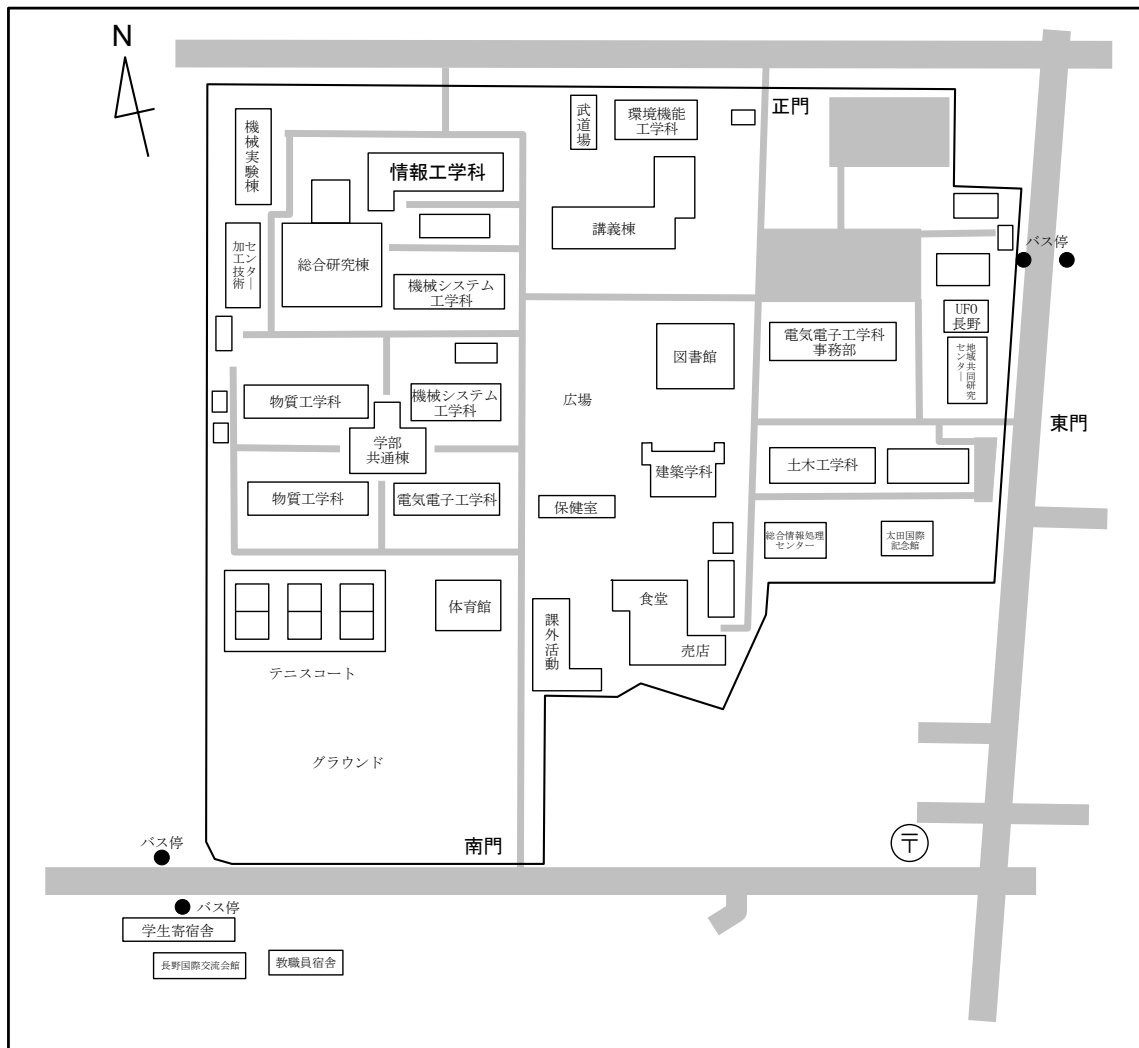 N
正門
武道場
環境機能
工学科
機械実験棟
情報工学科
講義棟
バス停
センター
加工技術
総合研究棟
機械システム
工学科
UFO
長野
図書館
電気電子工学科
事務部
地域共同研究
センター
物質工学科
機械システム
工学科
広場
東門
学部
共通棟
建築学科
土木工学科
物質工学科
電気電子工学科
保健室
総合情報処理
センター
太田国際
記念館
体育館
課外活動
食堂
売店
テニスコート
グラウンド
南門
バス停
〒
バス停
学生寄宿舎
長野国際交流会館
教職員宿舎